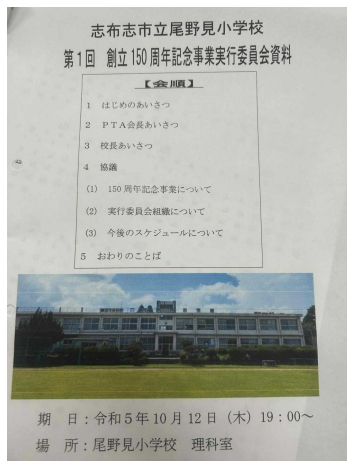 志布志市立尾野見小学校
第1回 創立150周年記念事業実行委員会資料
【会順】
1 はじめのあいさつ
2 PTA会長あいさつ
3 校長あいさつ
4 協議
(1) 150周年記念事業について
(2) 実行委員会組織について
(3) 今後のスケジュールについて
5 おわりのことば
期 日：令和5年10月12日（木）19：00～
場 所：尾野見小学校 理科室